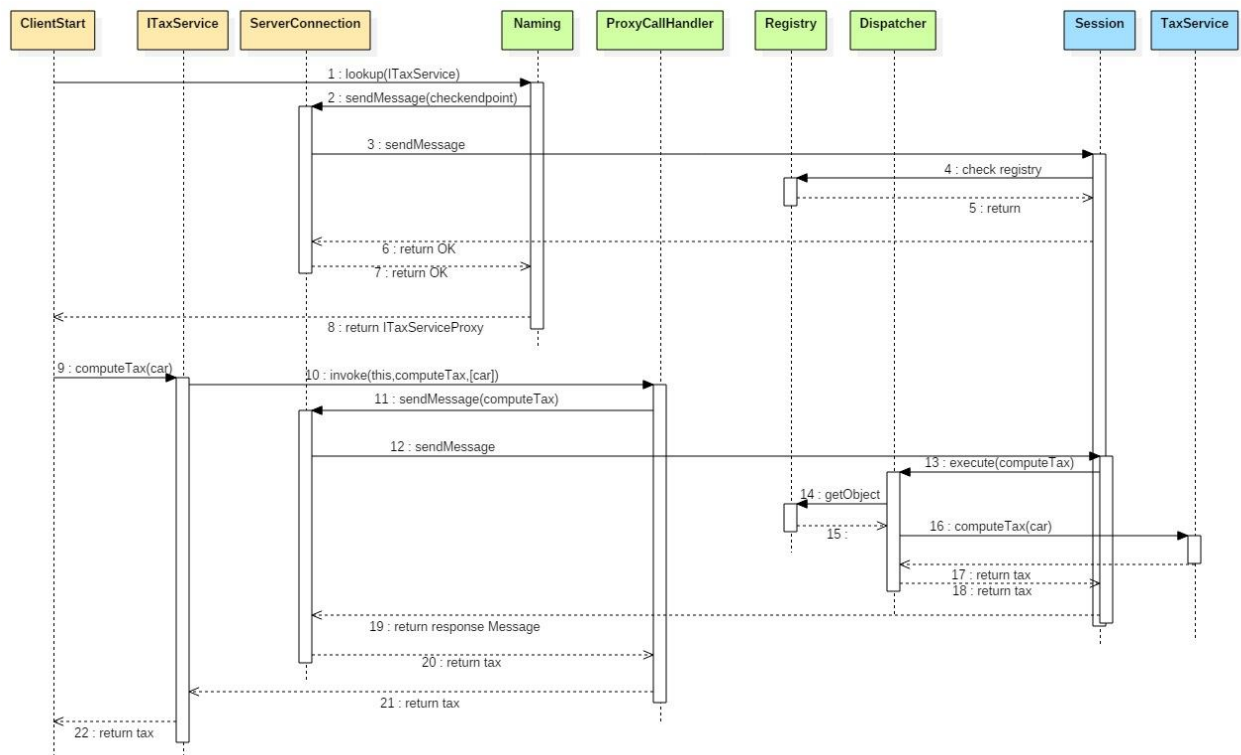 ClientStart
ITaxService
ServerConnection
Naming
ProxyCallHandler
Registry
Dispatcher
Session
TaxService
1 : lookup(ITaxService)
2 : sendMessage(checkendpoint)
3 : sendMessage
4 : check registry
5 : return
6 : return OK
7 : return OK
8 : return ITaxServiceProxy
9 : computeTax(car)
10 : invoke(this,computeTax,[car])
11 : sendMessage(computeTax)
12 : sendMessage
13 : execute(computeTax)
14 : getObject
15 :
16 : computeTax(car)
17 : return tax
18 : return tax
19 : return response Message
20 : return tax
21 : return tax
22 : return tax